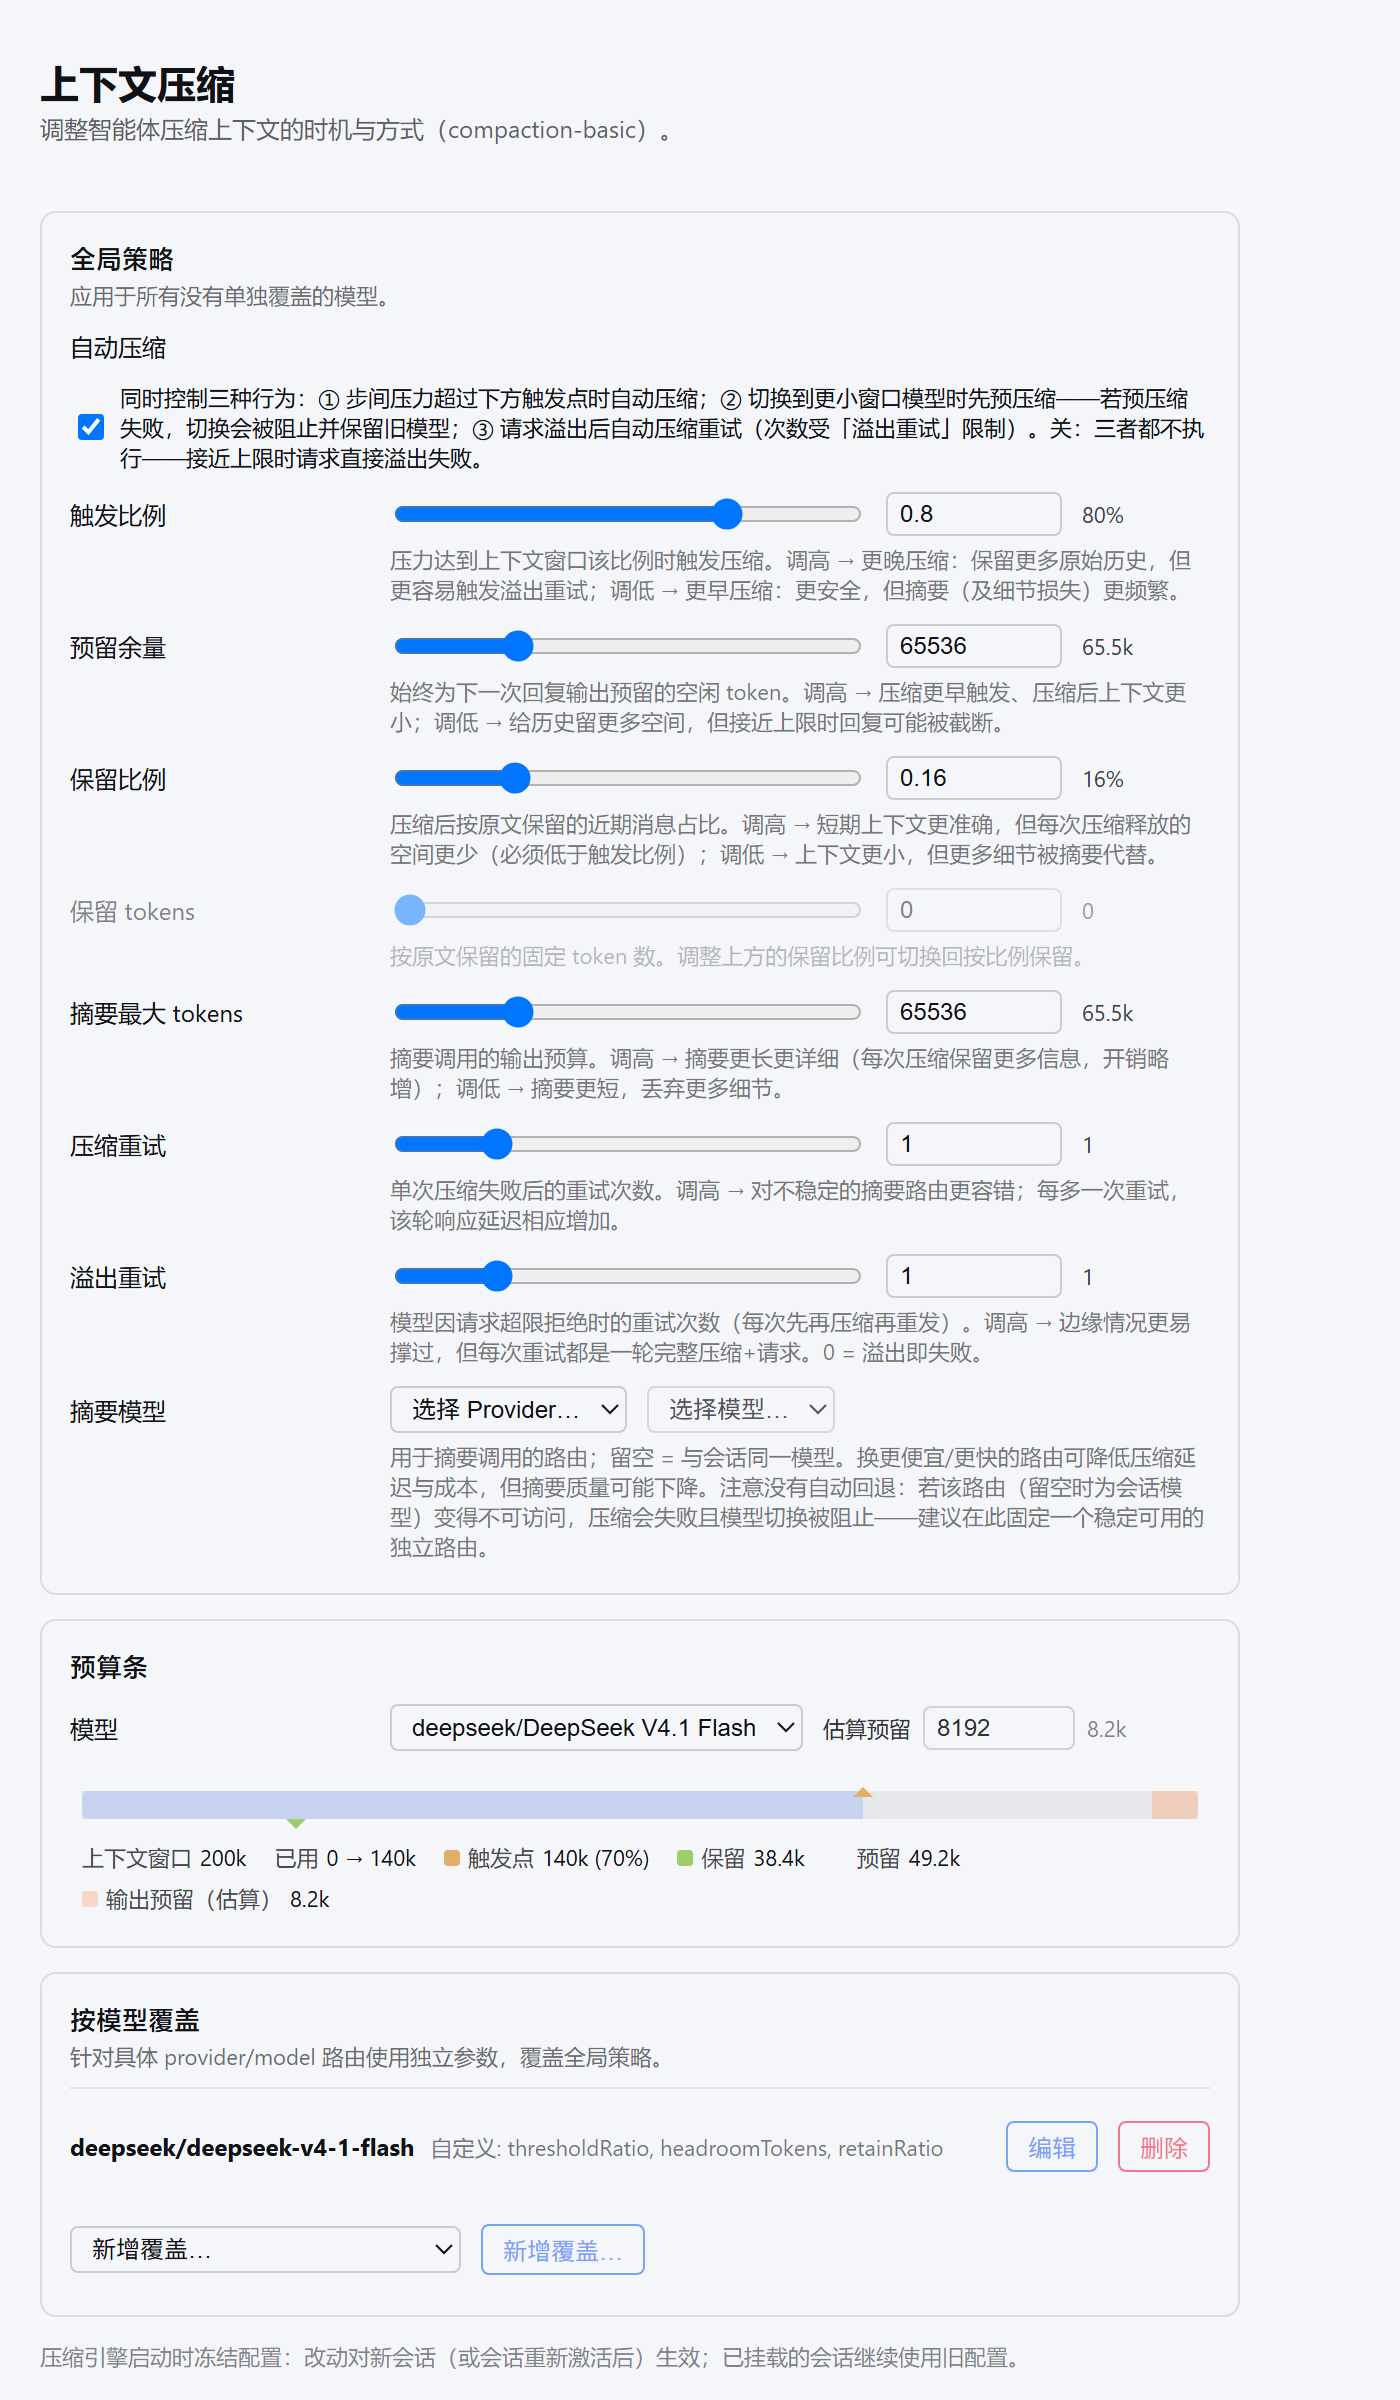 上下文压缩
调整智能体压缩上下文的时机与方式（compaction-basic）。
全局策略
应用于所有没有单独覆盖的模型。
自动压缩
同时控制三种行为：① 步间压力超过下方触发点时自动压缩；② 切换到更小窗口模型时先预压缩——若预压缩
失败，切换会被阻止并保留旧模型；③ 请求溢出后自动压缩重试（次数受「溢出重试」限制）。关：三者都不执
行——接近上限时请求直接溢出失败。
触发比例 0.8 80%
压力达到上下文窗口该比例时触发压缩。调高 → 更晚压缩：保留更多原始历史，但
更容易触发溢出重试；调低 → 更早压缩：更安全，但摘要（及细节损失）更频繁。
预留余量 65536 65.5k
始终为下一次回复输出预留的空闲 token。调高 → 压缩更早触发、压缩后上下文更
小；调低 → 给历史留更多空间，但接近上限时回复可能被截断。
保留比例 0.16 16%
压缩后按原文保留的近期消息占比。调高 → 短期上下文更准确，但每次压缩释放的
空间更少（必须低于触发比例）；调低 → 上下文更小，但更多细节被摘要代替。
保留 tokens 0 0
按原文保留的固定 token 数。调整上方的保留比例可切换回按比例保留。
摘要最大 tokens 65536 65.5k
摘要调用的输出预算。调高 → 摘要更长更详细（每次压缩保留更多信息，开销略
增）；调低 → 摘要更短，丢弃更多细节。
压缩重试 1 1
单次压缩失败后的重试次数。调高 → 对不稳定的摘要路由更容错；每多一次重试，
该轮响应延迟相应增加。
溢出重试 1 1
模型因请求超限拒绝时的重试次数（每次先再压缩再重发）。调高 → 边缘情况更易
撑过，但每次重试都是一轮完整压缩+请求。0 = 溢出即失败。
摘要模型 选择 Provider… 选择模型…
用于摘要调用的路由；留空 = 与会话同一模型。换更便宜/更快的路由可降低压缩延
迟与成本，但摘要质量可能下降。注意没有自动回退：若该路由（留空时为会话模
型）变得不可访问，压缩会失败且模型切换被阻止——建议在此固定一个稳定可用的
独立路由。
预算条
模型 deepseek/DeepSeek V4.1 Flash 估算预留 8192 8.2k
上下文窗口 200k 已用 0 → 140k 触发点 140k (70%) 保留 38.4k 预留 49.2k
输出预留（估算） 8.2k
按模型覆盖
针对具体 provider/model 路由使用独立参数，覆盖全局策略。
deepseek/deepseek-v4-1-flash 自定义: thresholdRatio, headroomTokens, retainRatio 编辑 删除
新增覆盖… 新增覆盖…
压缩引擎启动时冻结配置：改动对新会话（或会话重新激活后）生效；已挂载的会话继续使用旧配置。